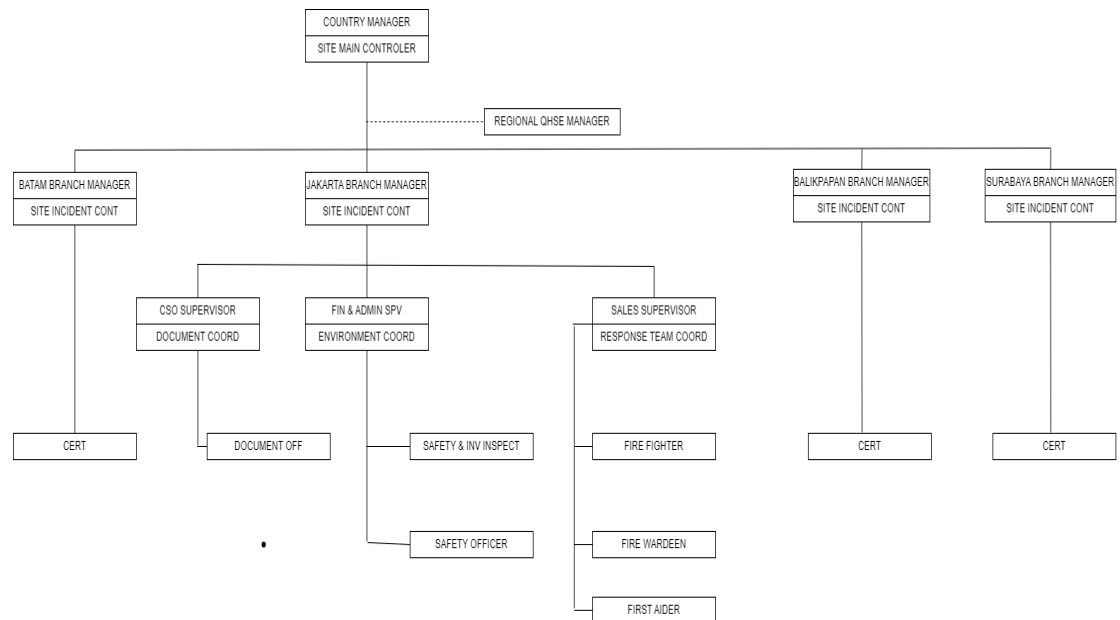 COUNTRY MANAGER
SITE MAIN CONTROLER
REGIONAL QHSE MANAGER
BATAM BRANCH MANAGER
SITE INCIDENT CONT
JAKARTA BRANCH MANAGER
SITE INCIDENT CONT
BALIKPAPAN BRANCH MANAGER
SITE INCIDENT CONT
SURABAYA BRANCH MANAGER
SITE INCIDENT CONT
CSO SUPERVISOR
DOCUMENT COORD
FIN & ADMIN SPV
ENVIRONMENT COORD
SALES SUPERVISOR
RESPONSE TEAM COORD
CERT
DOCUMENT OFF
SAFETY & INV INSPECT
FIRE FIGHTER
CERT
CERT
SAFETY OFFICER
FIRE WARDEEN
FIRST AIDER